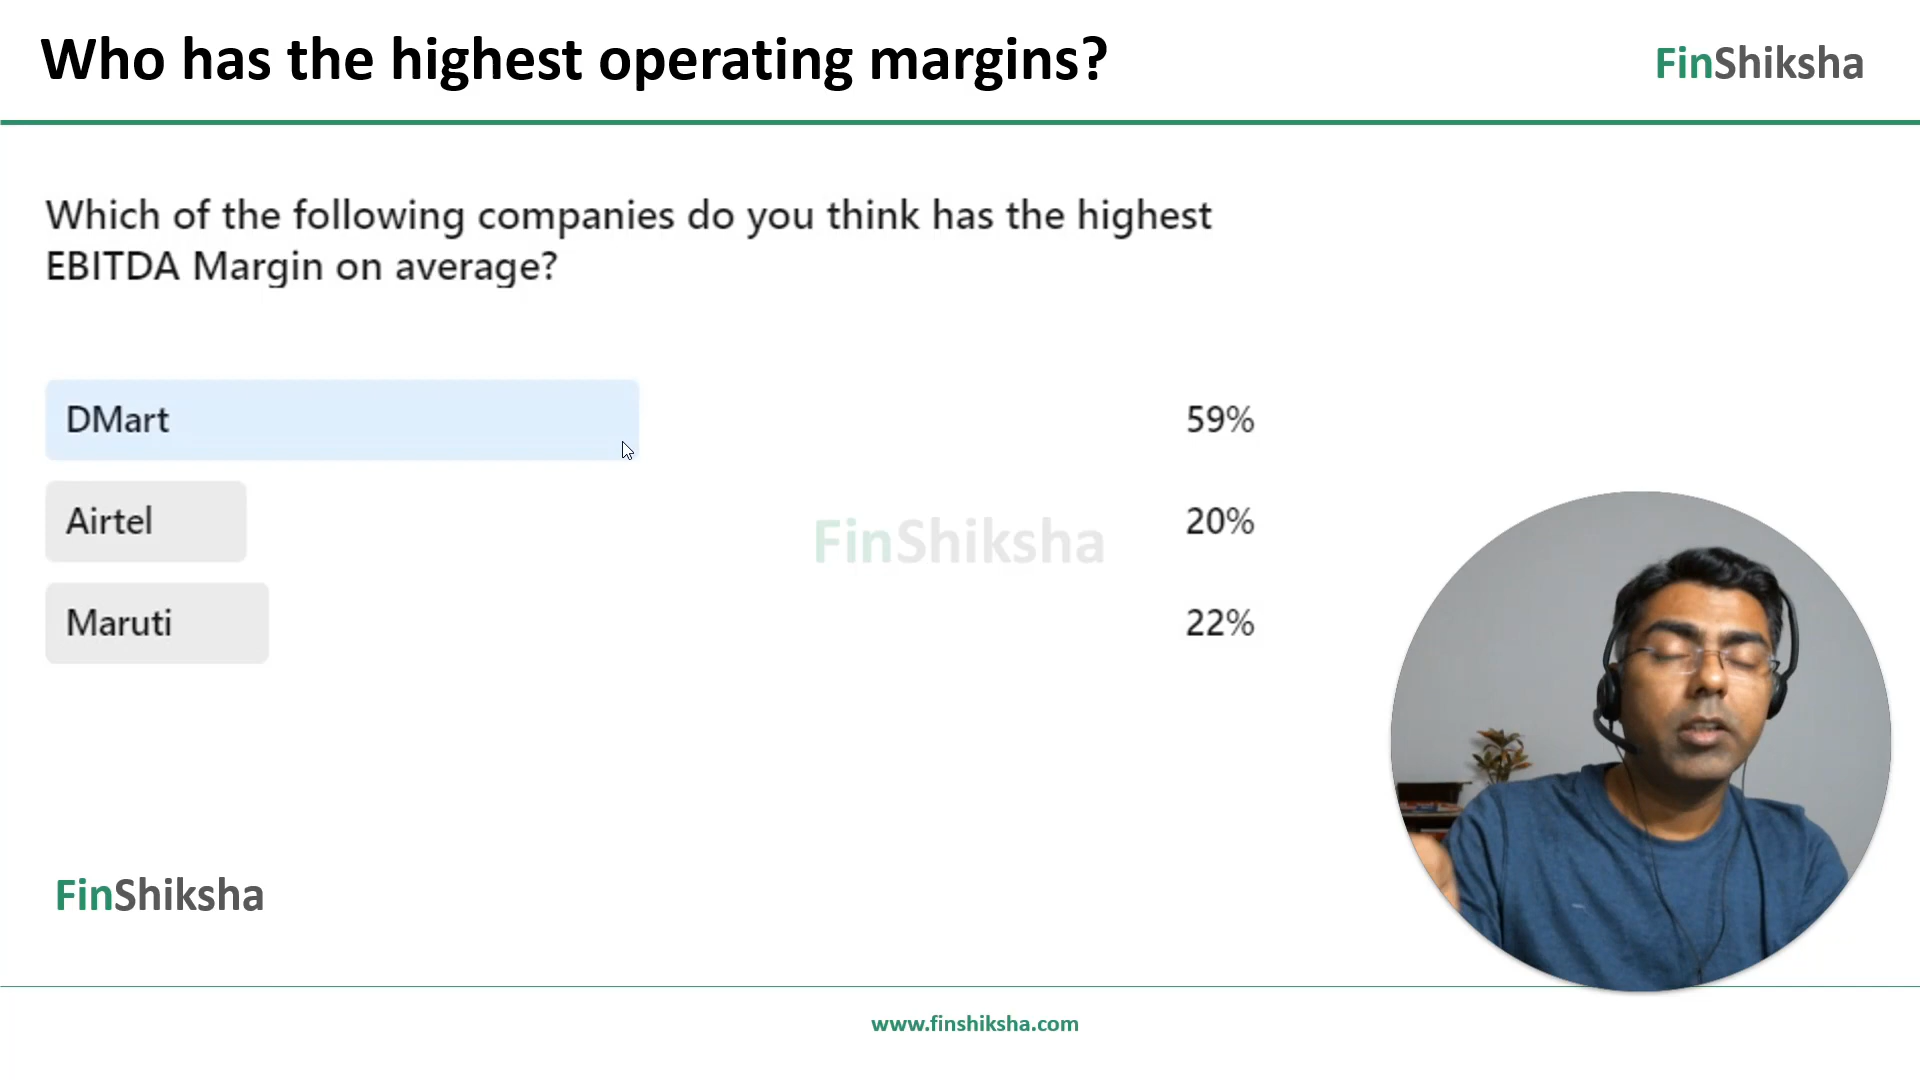 Who has the highest operating margins?
FinShiksha
Which of the following companies do you think has the highest
EBITDA Margin on average?
DMart 59%
Airtel 20%
FinShiksha
Maruti 22%
FinShiksha
www.finshiksha.com